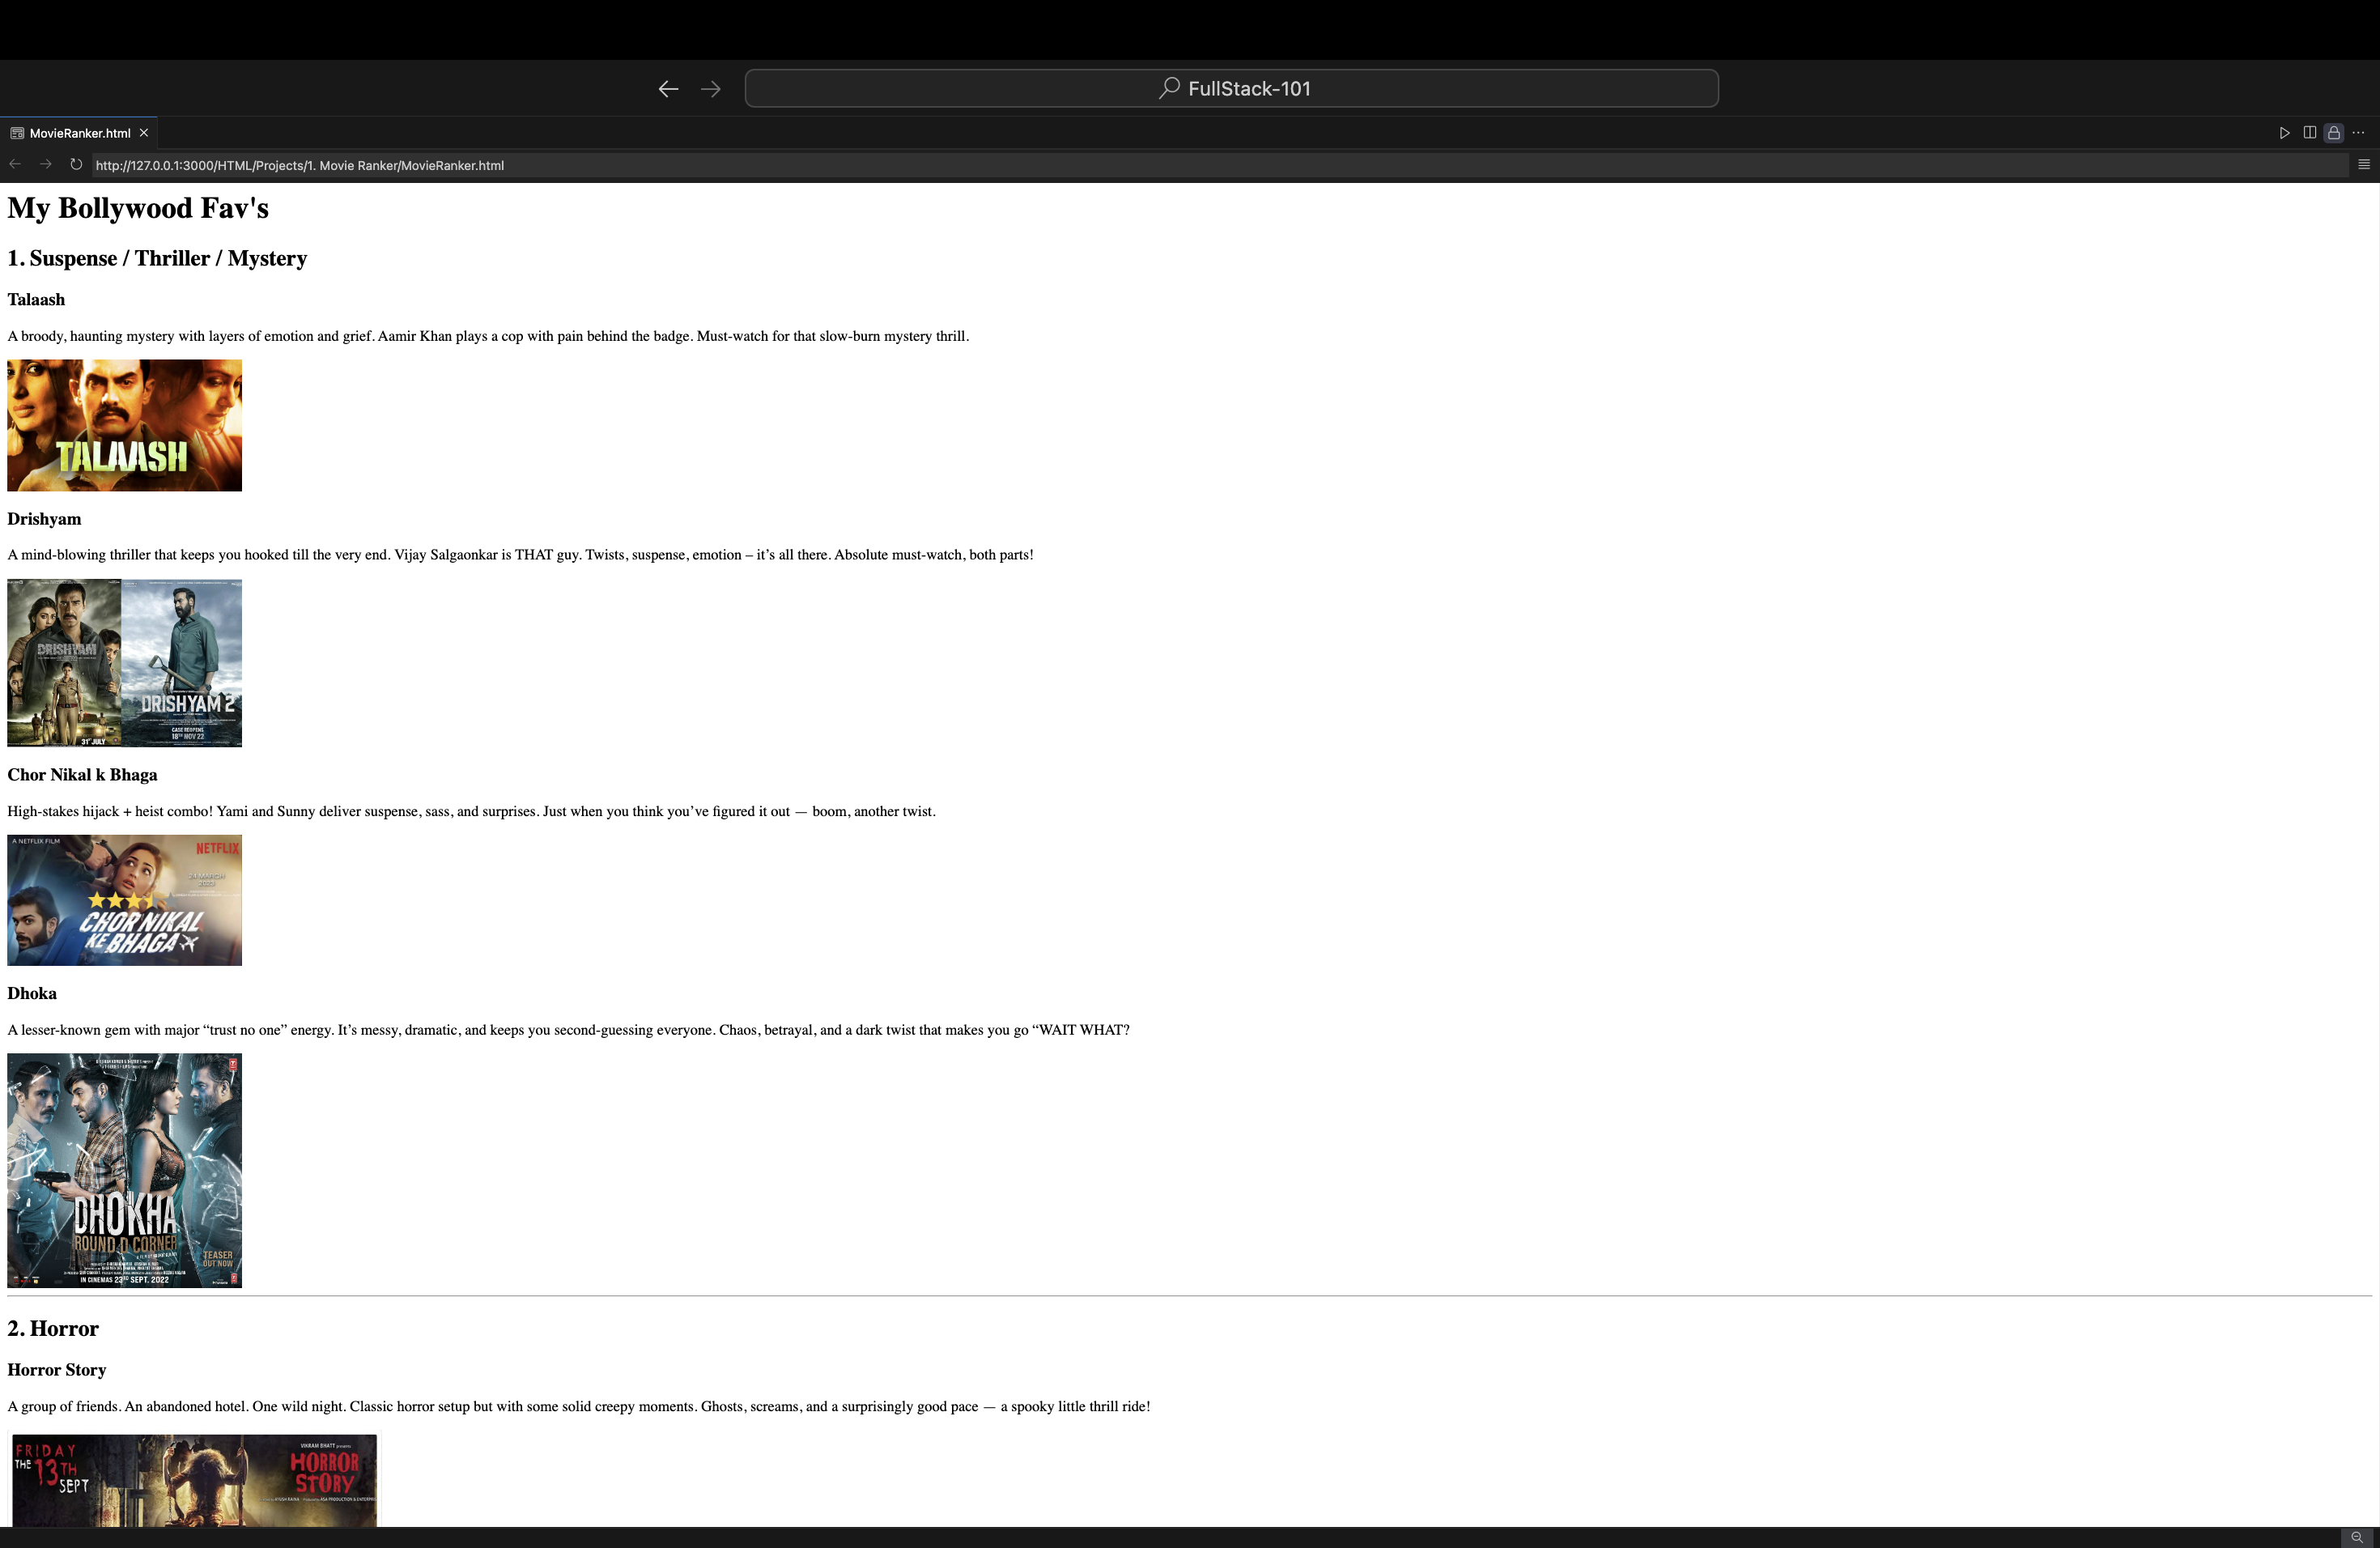 FullStack-101
MovieRanker.html
http://127.0.0.1:3000/HTML/Projects/1. Movie Ranker/MovieRanker.html
My Bollywood Fav's
1. Suspense / Thriller / Mystery
Talaash
A broody, haunting mystery with layers of emotion and grief. Aamir Khan plays a cop with pain behind the badge. Must-watch for that slow-burn mystery thrill.
TALAASH
Drishyam
A mind-blowing thriller that keeps you hooked till the very end. Vijay Salgaonkar is THAT guy. Twists, suspense, emotion – it’s all there. Absolute must-watch, both parts!
DRISHYAM
31ST JULY
DRISHYAM 2
CASE REOPENS
18TH NOV 22
Chor Nikal k Bhaga
High-stakes hijack + heist combo! Yami and Sunny deliver suspense, sass, and surprises. Just when you think you’ve figured it out — boom, another twist.
A NETFLIX FILM
NETFLIX
24 MARCH
2023
CHOR NIKAL
KE BHAGA
Dhoka
A lesser-known gem with major “trust no one” energy. It’s messy, dramatic, and keeps you second-guessing everyone. Chaos, betrayal, and a dark twist that makes you go “WAIT WHAT?
DHOKHA
ROUND D CORNER
TEASER
OUT NOW
IN CINEMAS 23RD SEPT. 2022
2. Horror
Horror Story
A group of friends. An abandoned hotel. One wild night. Classic horror setup but with some solid creepy moments. Ghosts, screams, and a surprisingly good pace — a spooky little thrill ride!
FRIDAY
THE 13TH
SEPT
VIKRAM BHATT presents
HORROR
STORY